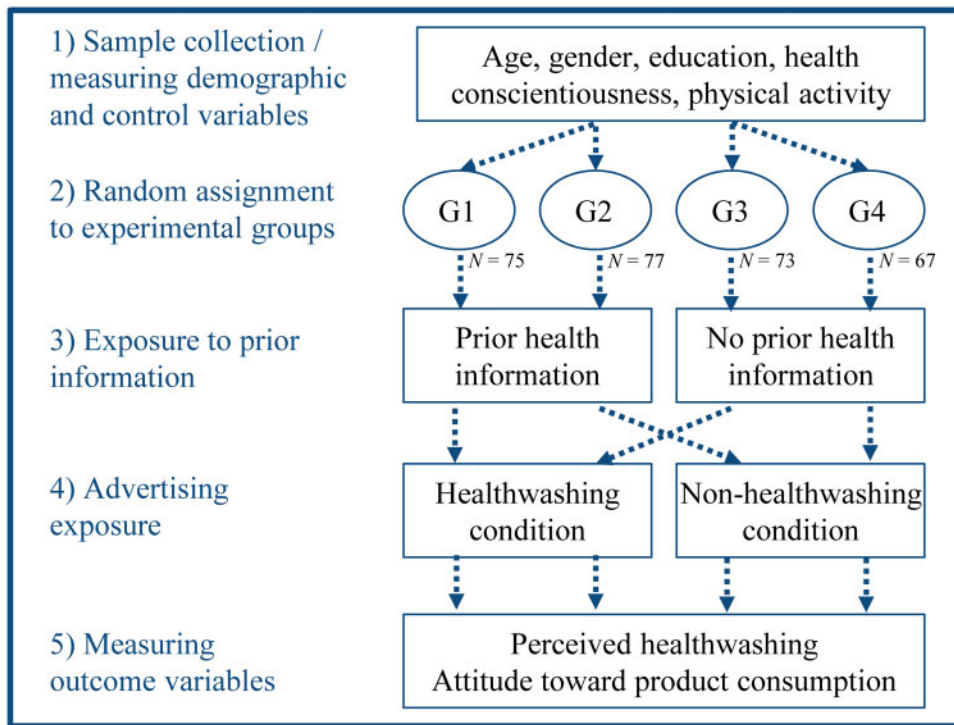 1) Sample collection /
measuring demographic
and control variables
Age, gender, education, health
conscientiousness, physical activity
2) Random assignment
to experimental groups
G1
G2
G3
G4
N = 75
N = 77
N = 73
N = 67
3) Exposure to prior
information
Prior health
information
No prior health
information
4) Advertising
exposure
Healthwashing
condition
Non-healthwashing
condition
5) Measuring
outcome variables
Perceived healthwashing
Attitude toward product consumption